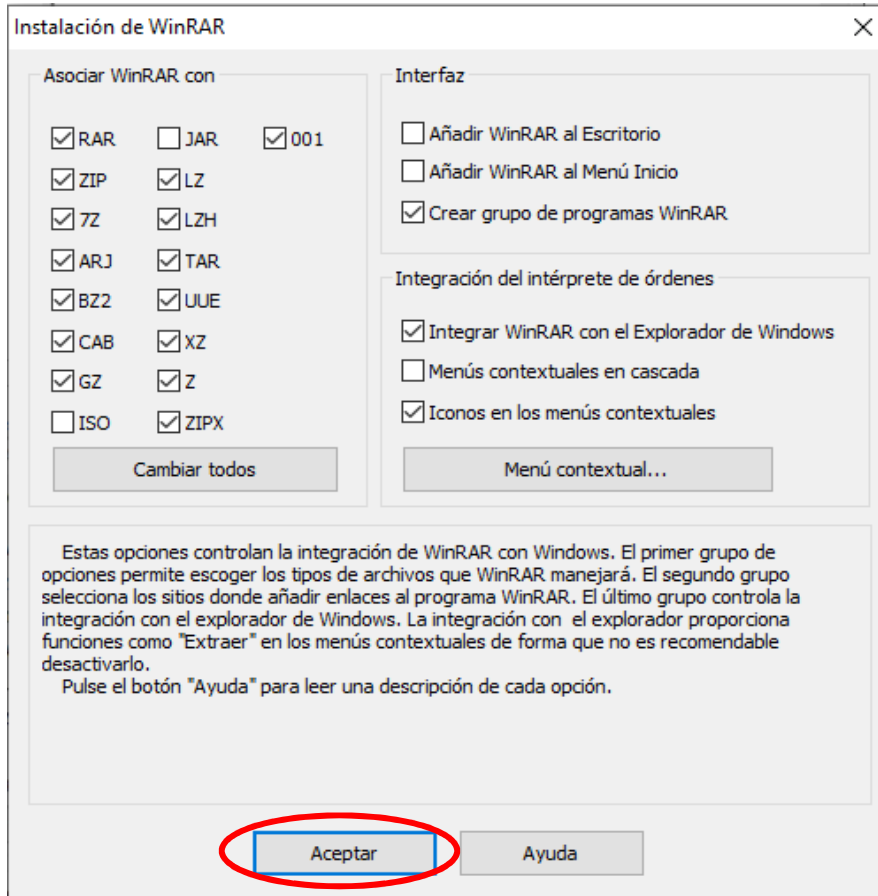 Instalación de WinRAR
Asociar WinRAR con
RAR JAR 001
ZIP LZ
7Z LZH
ARJ TAR
BZ2 UUE
CAB XZ
GZ Z
ISO ZIPX
Cambiar todos
Interfaz
Añadir WinRAR al Escritorio
Añadir WinRAR al Menú Inicio
Crear grupo de programas WinRAR
Integración del intérprete de órdenes
Integrar WinRAR con el Explorador de Windows
Menús contextuales en cascada
Iconos en los menús contextuales
Menú contextual...
Estas opciones controlan la integración de WinRAR con Windows. El primer grupo de
opciones permite escoger los tipos de archivos que WinRAR manejará. El segundo grupo
selecciona los sitios donde añadir enlaces al programa WinRAR. El último grupo controla la
integración con el explorador de Windows. La integración con  el explorador proporciona
funciones como "Extraer" en los menús contextuales de forma que no es recomendable
desactivarlo.
Pulse el botón "Ayuda" para leer una descripción de cada opción.
Aceptar Ayuda